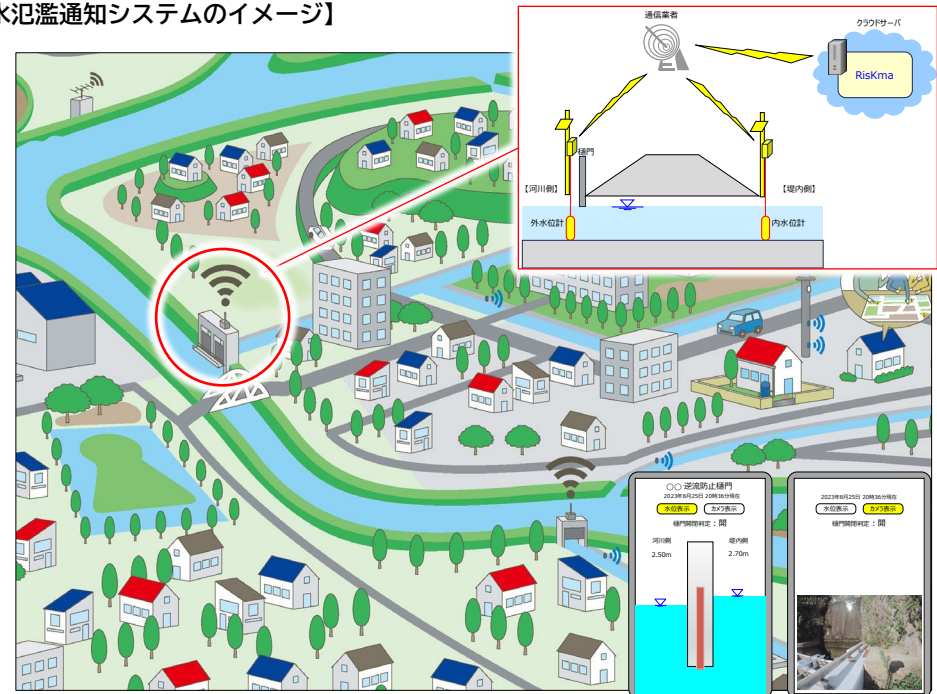 水氾濫通知システムのイメージ】
通信業者
クラウドサーバ
RisKma
樋門
【河川側】
【堤内側】
外水位計
内水位計
○○ 逆流防止樋門
2023年8月25日 20時36分現在
水位表示
カメラ表示
樋門開閉判定：開
河川側
堤内側
2.50m
2.70m
2023年8月25日 20時36分現在
水位表示
カメラ表示
樋門開閉判定：開